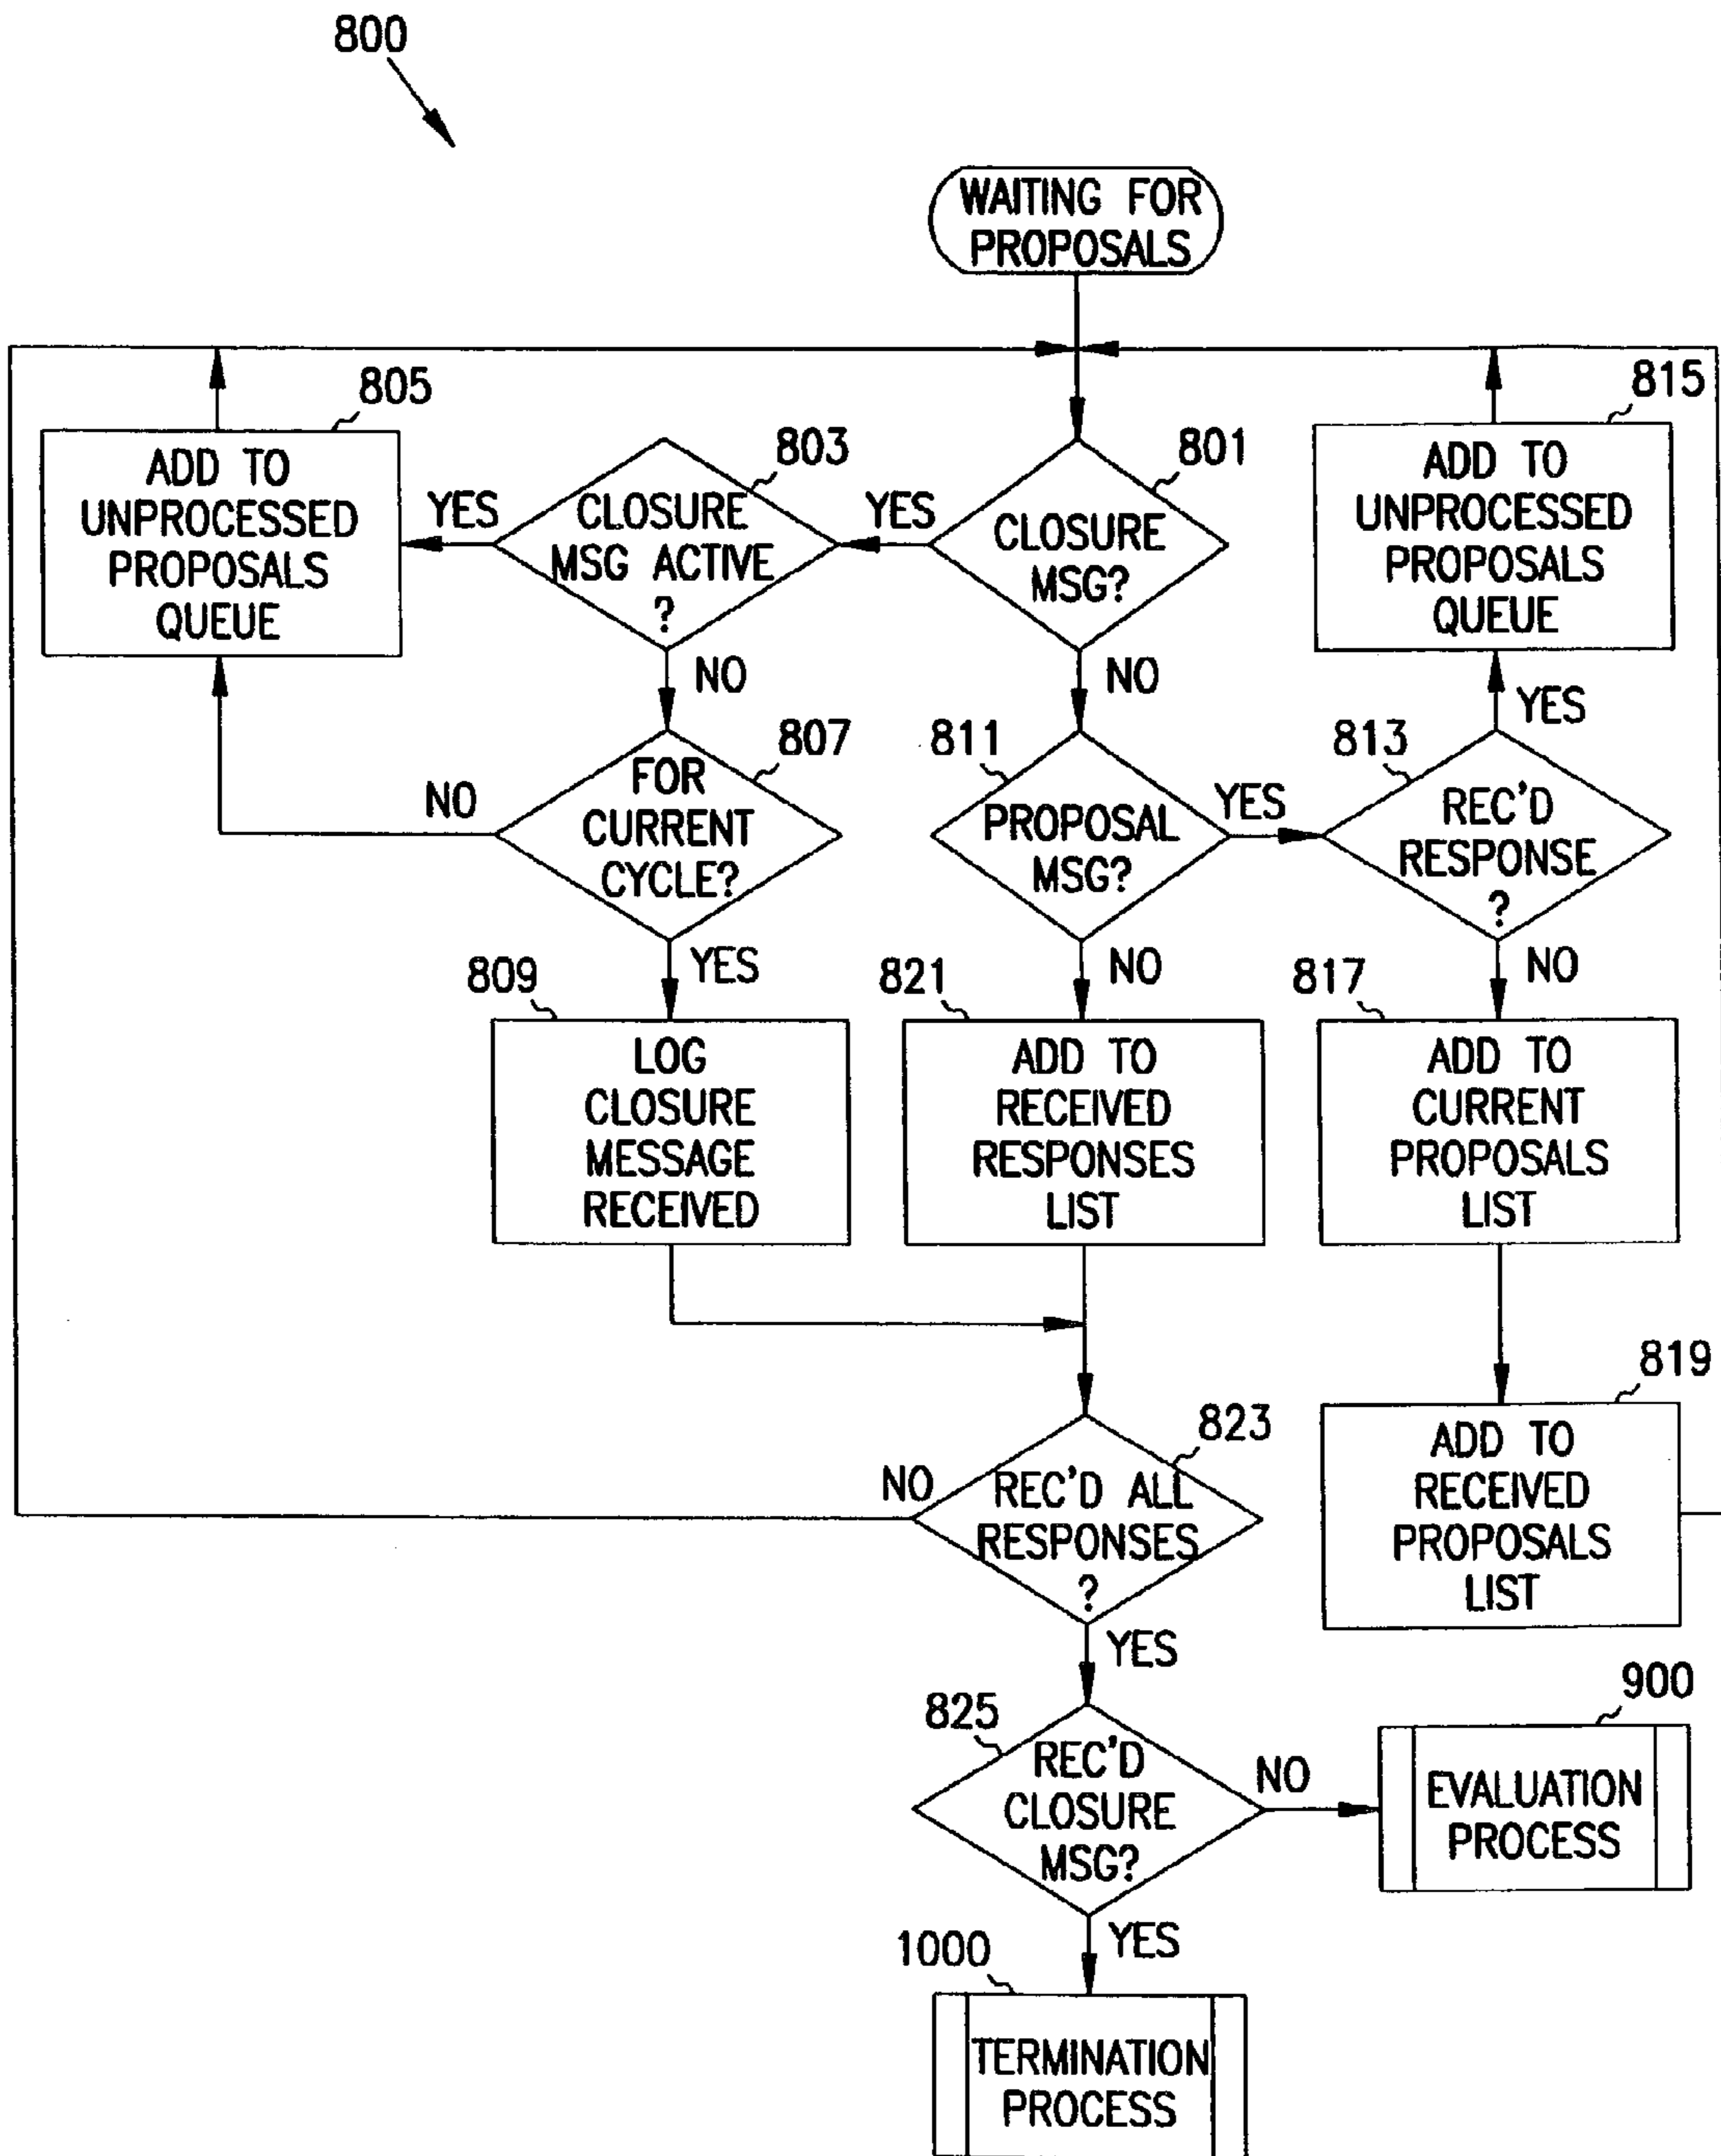 800
WAITING FOR
PROPOSALS
805
ADD TO
UNPROCESSED
PROPOSALS
QUEUE
YES
803
CLOSURE
MSG ACTIVE
?
YES
801
CLOSURE
MSG?
815
ADD TO
UNPROCESSED
PROPOSALS
QUEUE
NO
NO
YES
807
FOR
CURRENT
CYCLE?
NO
811
PROPOSAL
MSG?
YES
813
REC'D
RESPONSE
?
YES
NO
NO
809
LOG
CLOSURE
MESSAGE
RECEIVED
821
ADD TO
RECEIVED
RESPONSES
LIST
817
ADD TO
CURRENT
PROPOSALS
LIST
819
ADD TO
RECEIVED
PROPOSALS
LIST
823
NO
REC'D ALL
RESPONSES
?
YES
825
REC'D
CLOSURE
MSG?
NO
900
EVALUATION
PROCESS
YES
1000
TERMINATION
PROCESS